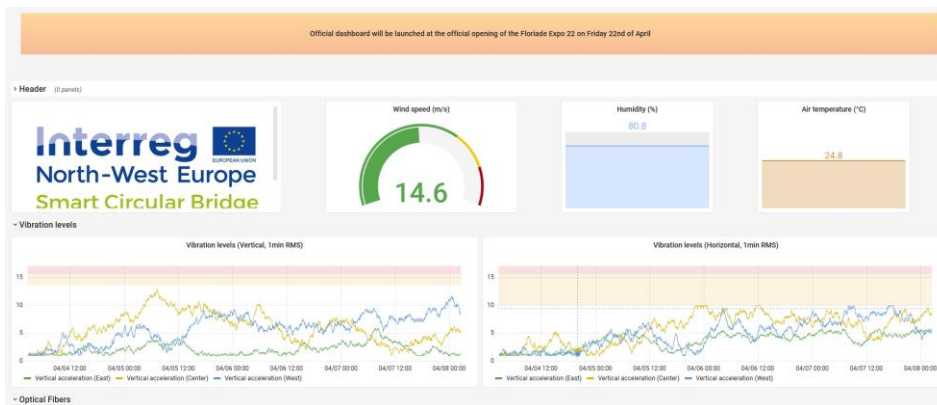 Official dashboard will be launched at the official opening of the Floriade Expo 22 on Friday 22nd of April
Header (0 panels)
Interreg
EUROPEAN UNION
North-West Europe
Smart Circular Bridge
Wind speed (m/s)
14.6
Humidity (%)
80.8
Air temperature (°C)
24.8
Vibration levels
Vibration levels (Vertical, 1min RMS)
15
10
5
0
04/04 12:00 04/05 00:00 04/05 12:00 04/06 00:00 04/06 12:00 04/07 00:00 04/07 12:00 04/08 00:00
Vertical acceleration (East) Vertical acceleration (Center) Vertical acceleration (West)
Vibration levels (Horizontal, 1min RMS)
15
10
5
0
04/04 12:00 04/05 00:00 04/05 12:00 04/06 00:00 04/06 12:00 04/07 00:00 04/07 12:00 04/08 00:00
Vertical acceleration (East) Vertical acceleration (Center) Vertical acceleration (West)
Optical Fibers